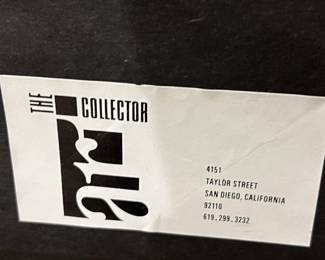 THE
art
COLLECTOR
4151
TAYLOR STREET
SAN DIEGO, CALIFORNIA
92110
619.299.3232